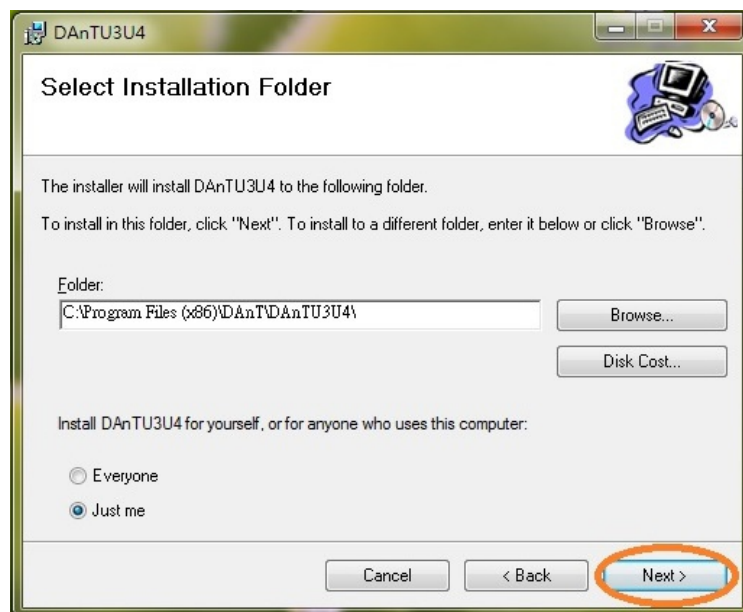 DAnTU3U4
Select Installation Folder
The installer will install DAnTU3U4 to the following folder.
To install in this folder, click "Next". To install to a different folder, enter it below or click "Browse".
Folder:
C:\Program Files (x86)\DAnT\DAnTU3U4\
Browse...
Disk Cost...
Install DAnTU3U4 for yourself, or for anyone who uses this computer:
Everyone
Just me
Cancel
< Back
Next >